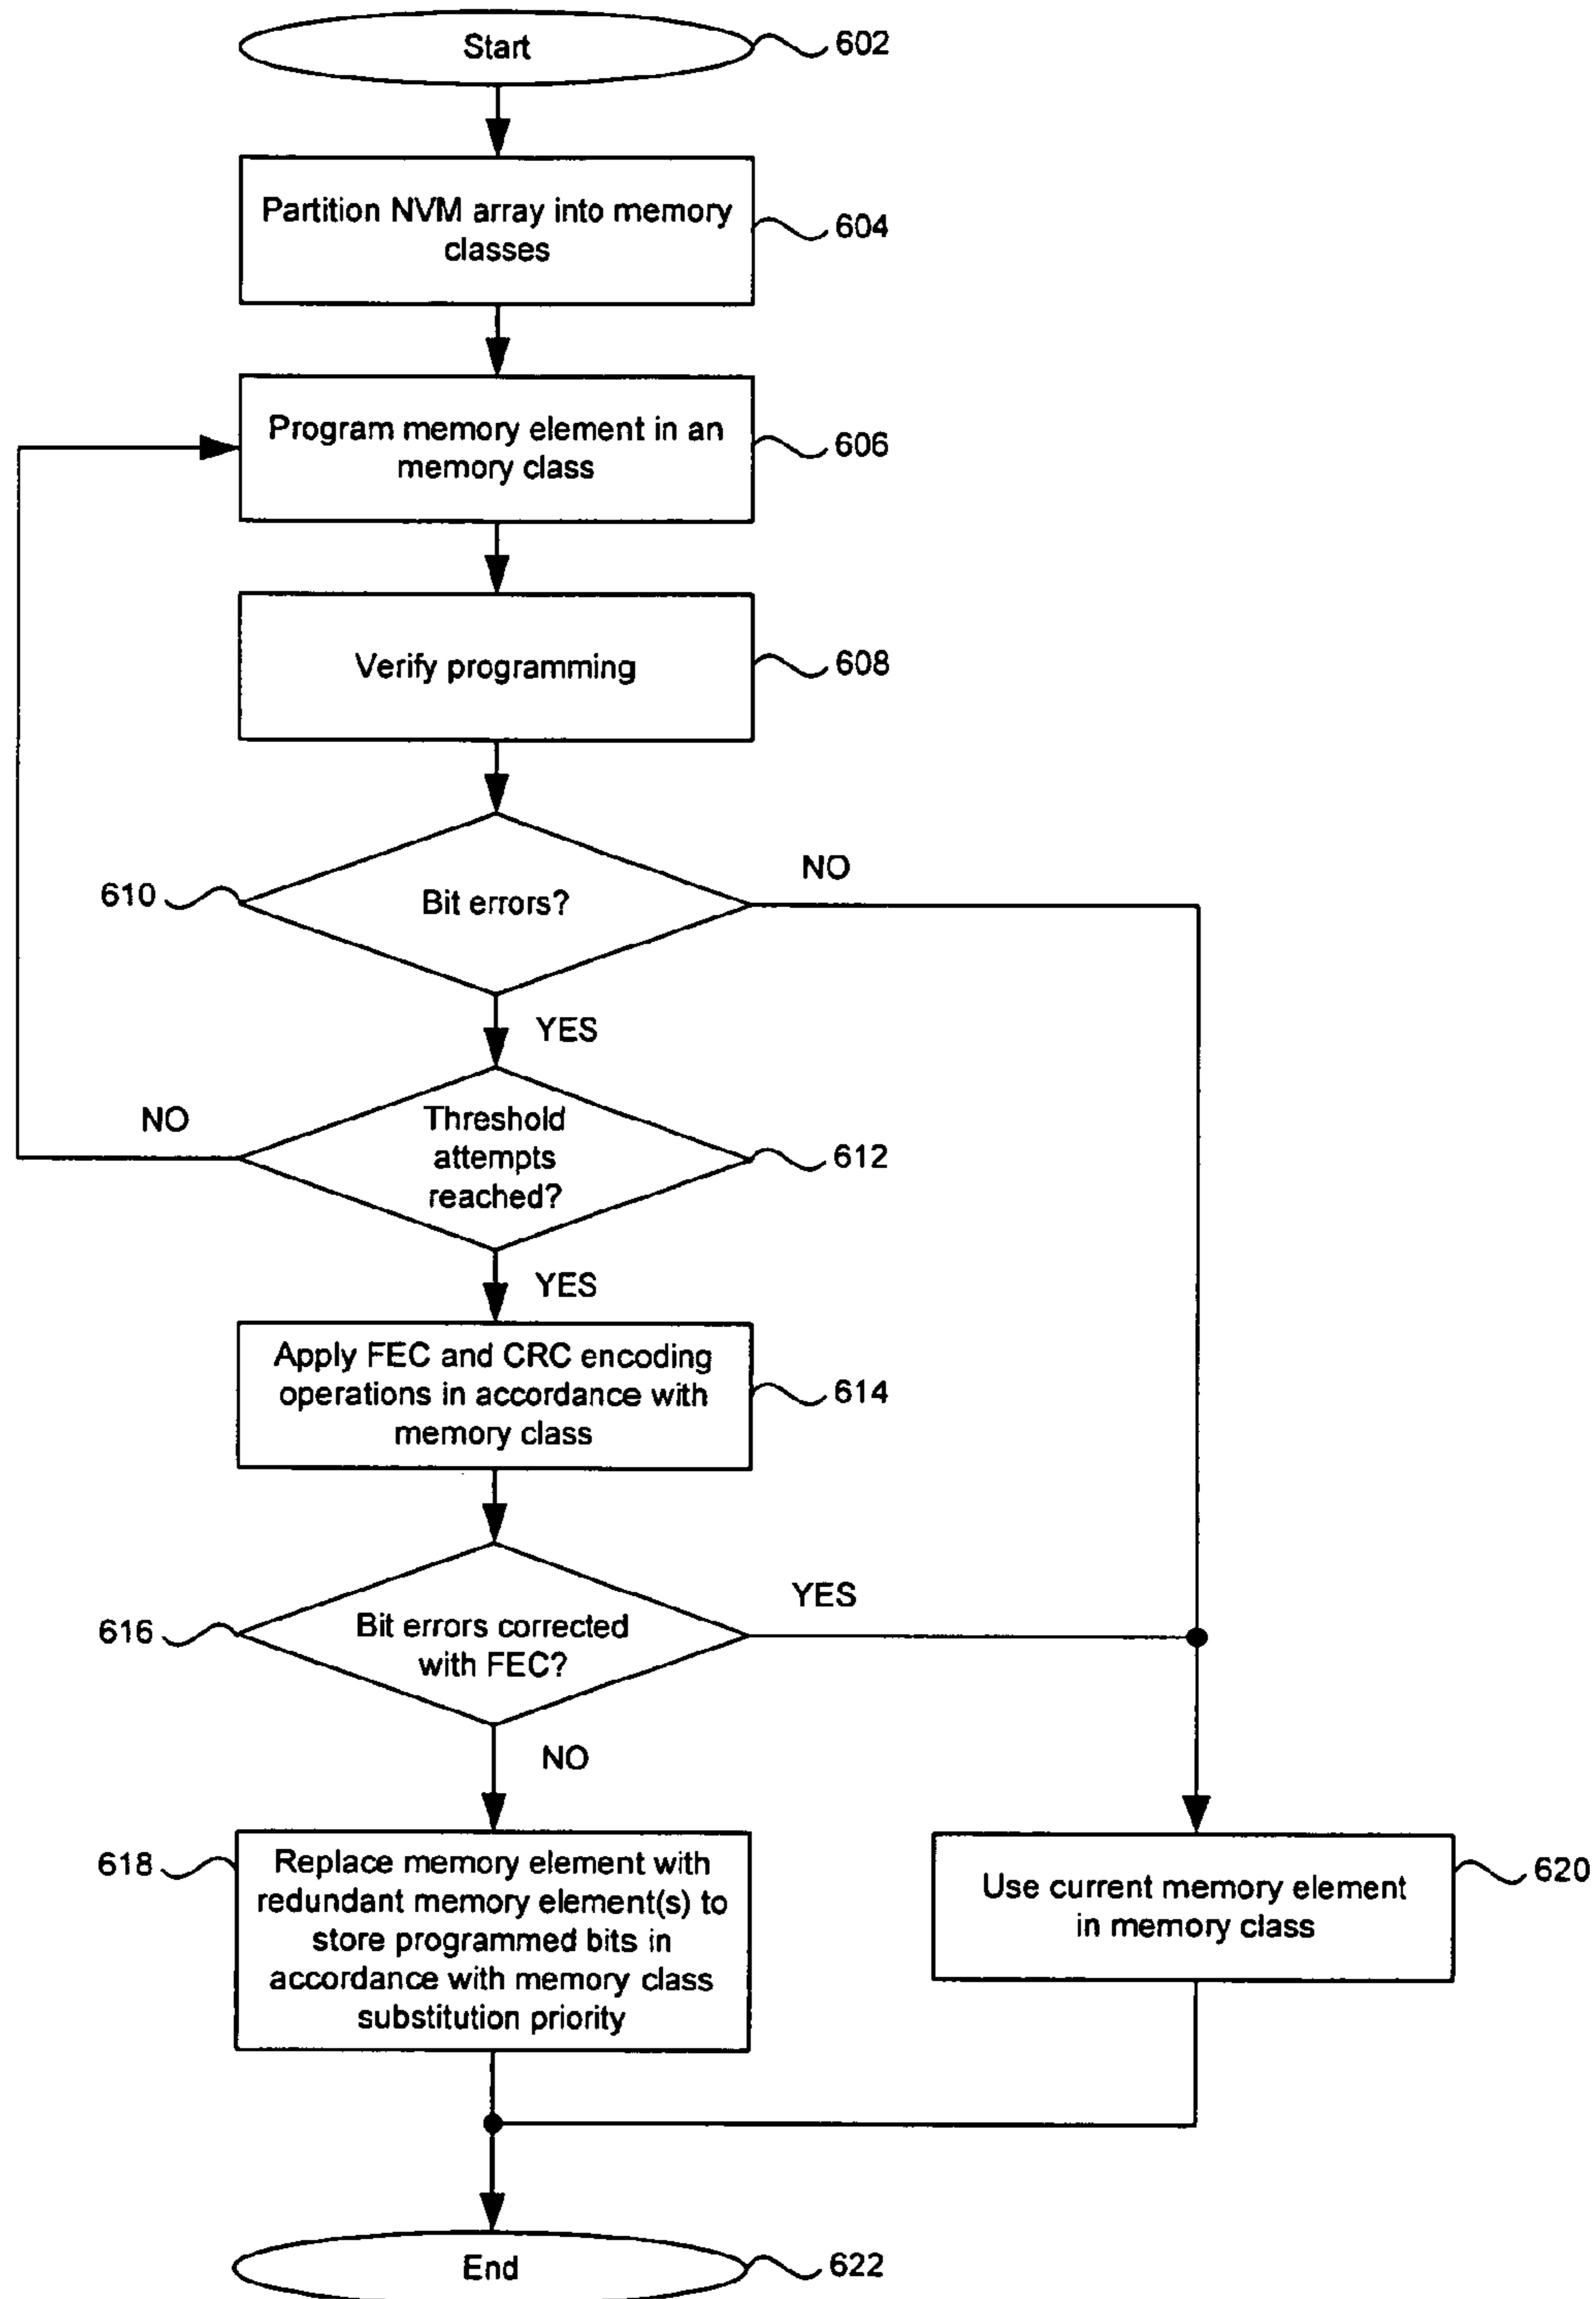 Start
602
Partition NVM array into memory
classes
604
Program memory element in an
memory class
606
Verify programming
608
610
Bit errors?
NO
YES
NO
Threshold
attempts
reached?
612
YES
Apply FEC and CRC encoding
operations in accordance with
memory class
614
616
Bit errors corrected
with FEC?
YES
NO
618
Replace memory element with
redundant memory element(s) to
store programmed bits in
accordance with memory class
substitution priority
Use current memory element
in memory class
620
End
622